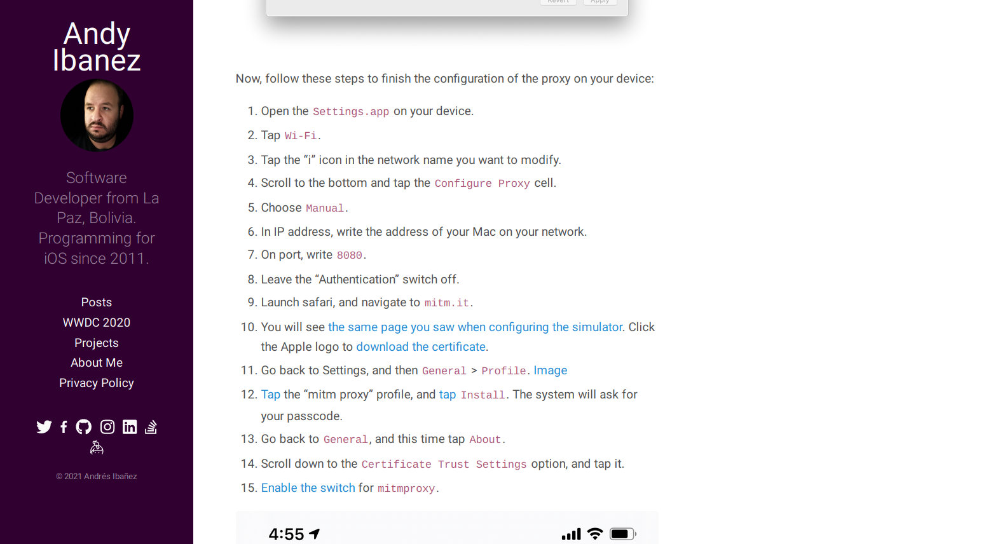 Andy
Ibanez
Software
Developer from La
Paz, Bolivia.
Programming for
iOS since 2011.
Posts
WWDC 2020
Projects
About Me
Privacy Policy
© 2021 Andrés Ibañez
Revert Apply
Now, follow these steps to finish the configuration of the proxy on your device:
1. Open the Settings.app on your device.
2. Tap Wi-Fi.
3. Tap the “i” icon in the network name you want to modify.
4. Scroll to the bottom and tap the Configure Proxy cell.
5. Choose Manual.
6. In IP address, write the address of your Mac on your network.
7. On port, write 8080.
8. Leave the “Authentication” switch off.
9. Launch safari, and navigate to mitm.it.
10. You will see the same page you saw when configuring the simulator. Click
the Apple logo to download the certificate.
11. Go back to Settings, and then General > Profile. Image
12. Tap the “mitm proxy” profile, and tap Install. The system will ask for
your passcode.
13. Go back to General, and this time tap About.
14. Scroll down to the Certificate Trust Settings option, and tap it.
15. Enable the switch for mitmproxy.
4:55